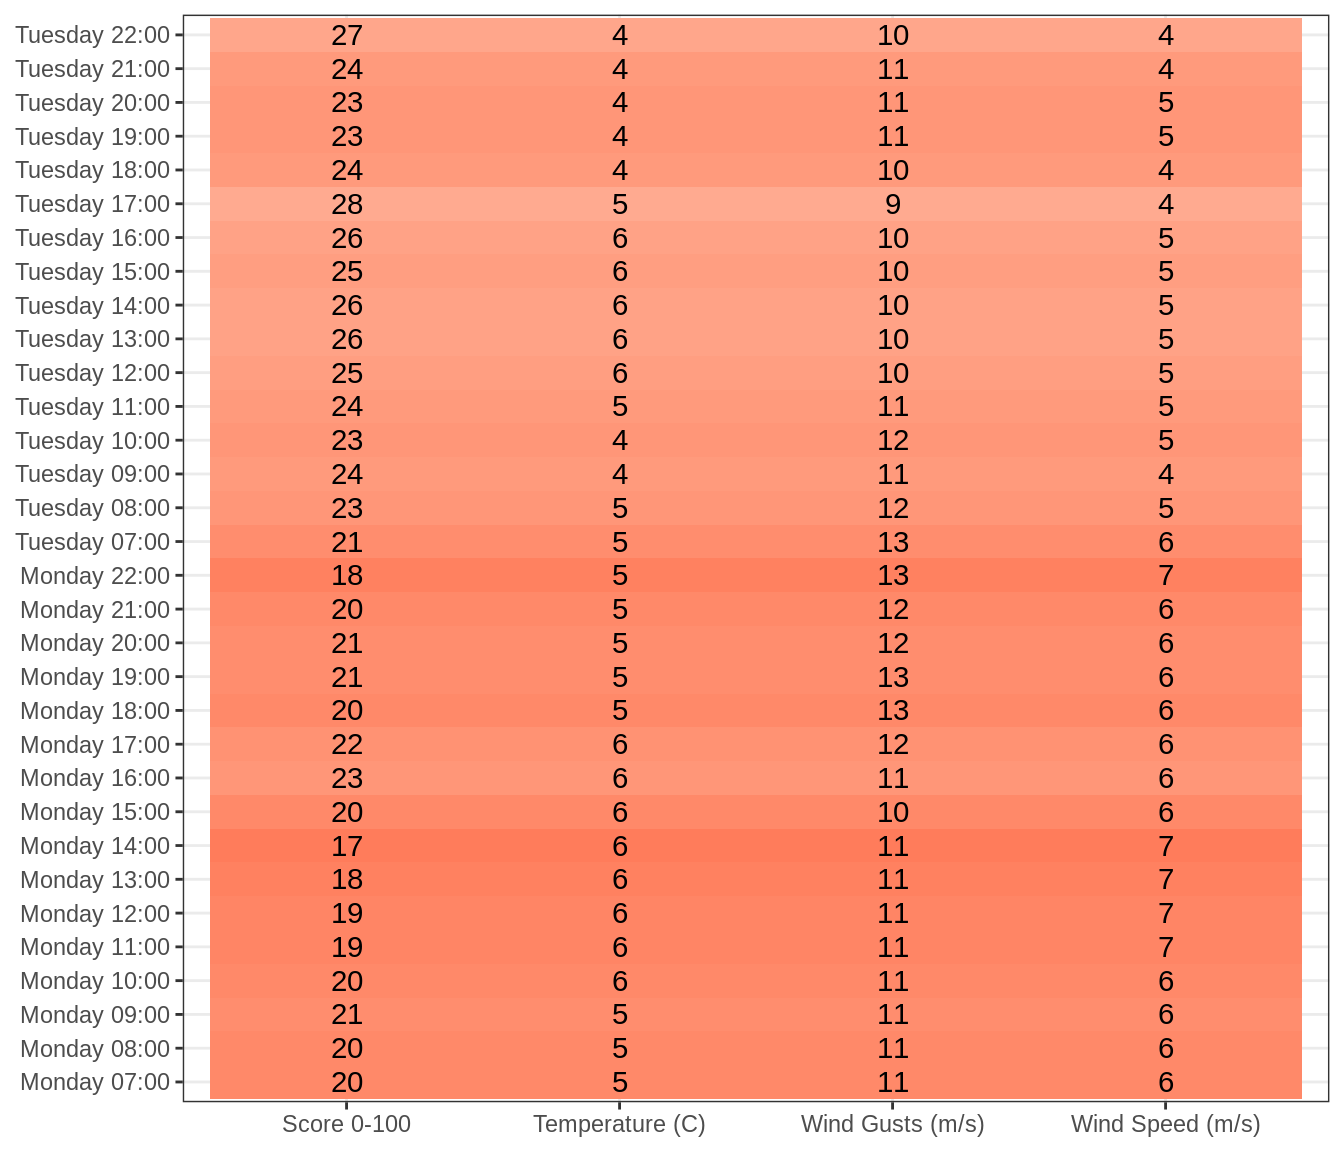 Tuesday 22:00 27 4 10 4
Tuesday 21:00 24 4 11 4
Tuesday 20:00 23 4 11 5
Tuesday 19:00 23 4 11 5
Tuesday 18:00 24 4 10 4
Tuesday 17:00 28 5 9 4
Tuesday 16:00 26 6 10 5
Tuesday 15:00 25 6 10 5
Tuesday 14:00 26 6 10 5
Tuesday 13:00 26 6 10 5
Tuesday 12:00 25 6 10 5
Tuesday 11:00 24 5 11 5
Tuesday 10:00 23 4 12 5
Tuesday 09:00 24 4 11 4
Tuesday 08:00 23 5 12 5
Tuesday 07:00 21 5 13 6
Monday 22:00 18 5 13 7
Monday 21:00 20 5 12 6
Monday 20:00 21 5 12 6
Monday 19:00 21 5 13 6
Monday 18:00 20 5 13 6
Monday 17:00 22 6 12 6
Monday 16:00 23 6 11 6
Monday 15:00 20 6 10 6
Monday 14:00 17 6 11 7
Monday 13:00 18 6 11 7
Monday 12:00 19 6 11 7
Monday 11:00 19 6 11 7
Monday 10:00 20 6 11 6
Monday 09:00 21 5 11 6
Monday 08:00 20 5 11 6
Monday 07:00 20 5 11 6
Score 0-100 Temperature (C) Wind Gusts (m/s) Wind Speed (m/s)